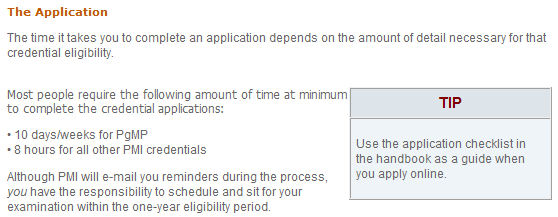 The Application
The time it takes you to complete an application depends on the amount of detail necessary for that
credential eligibility.
Most people require the following amount of time at minimum
to complete the credential applications:
• 10 days/weeks for PgMP
• 8 hours for all other PMI credentials
Although PMI will e-mail you reminders during the process,
you have the responsibility to schedule and sit for your
examination within the one-year eligibility period.
TIP
Use the application checklist in
the handbook as a guide when
you apply online.